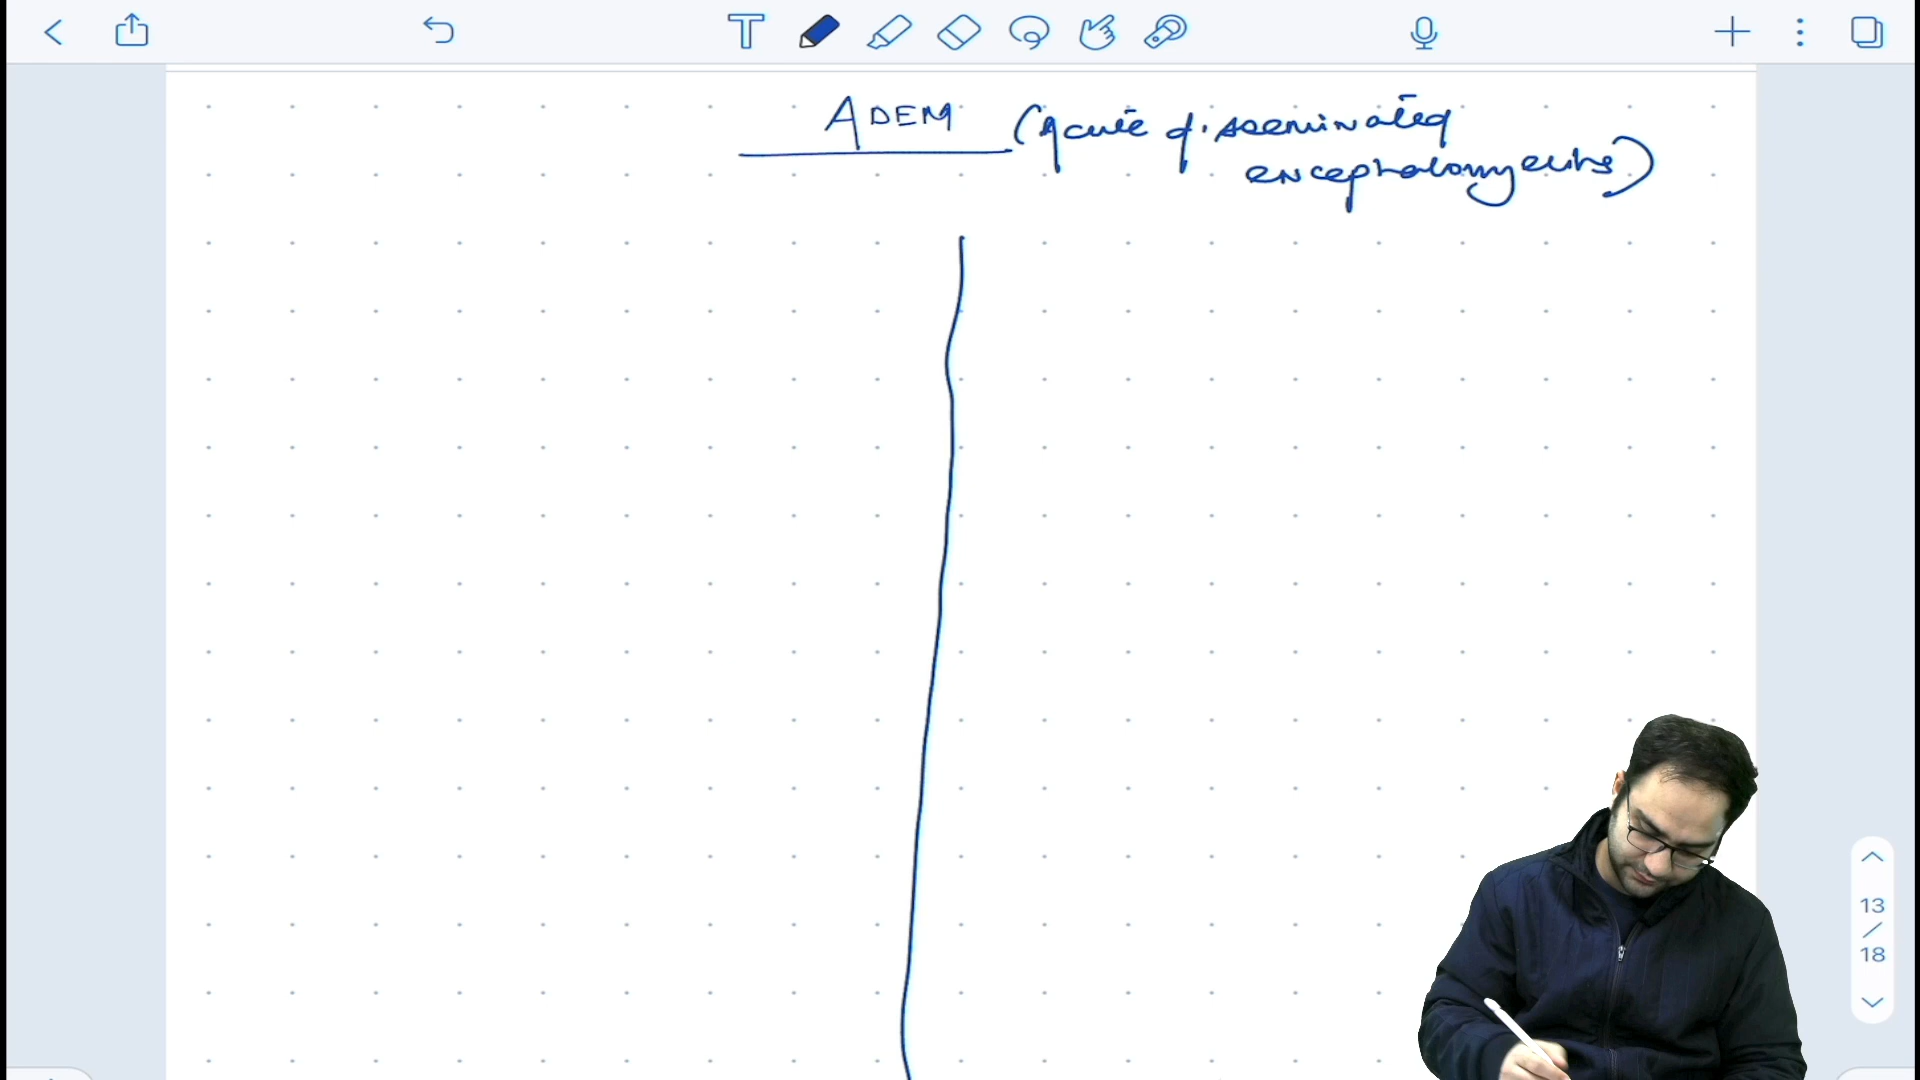 T
ADEM (Acute disseminated
encephalomyelitis)
13
/
18